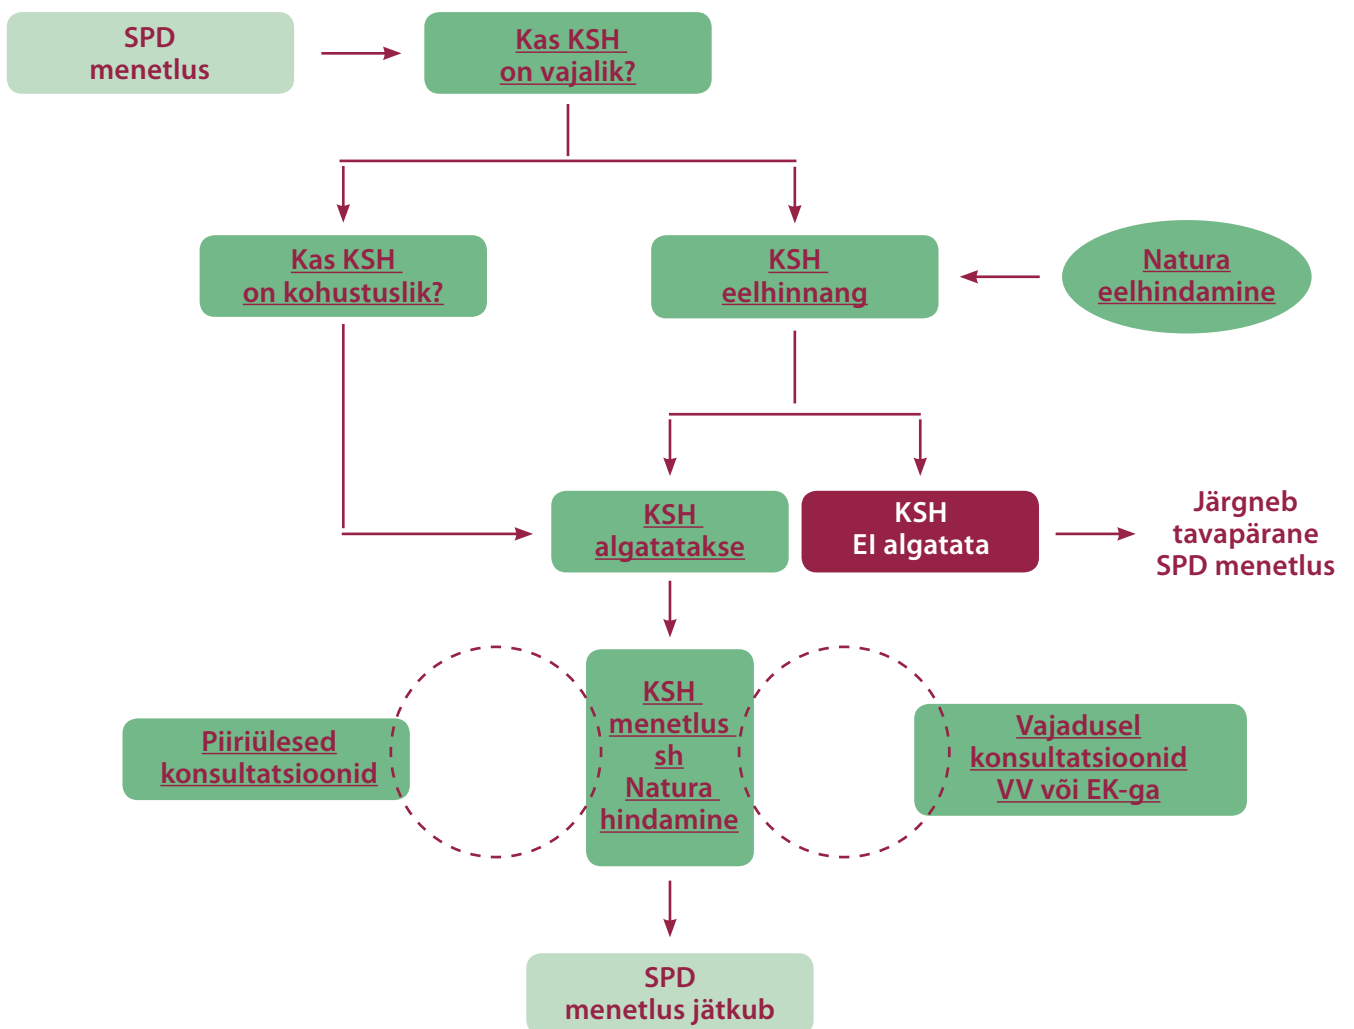 SPD
menetlus
Kas KSH
on vajalik?
Kas KSH
on kohustuslik?
KSH
eelhinnang
Natura
eelhindamine
KSH
algatatakse
KSH
EI algatata
Järgneb
tavapärane
SPD menetlus
Piiriülesed
konsultatsioonid
KSH
menetlus
sh
Natura
hindamine
Vajadusel
konsultatsioonid
VV või EK-ga
SPD
menetlus jätkub